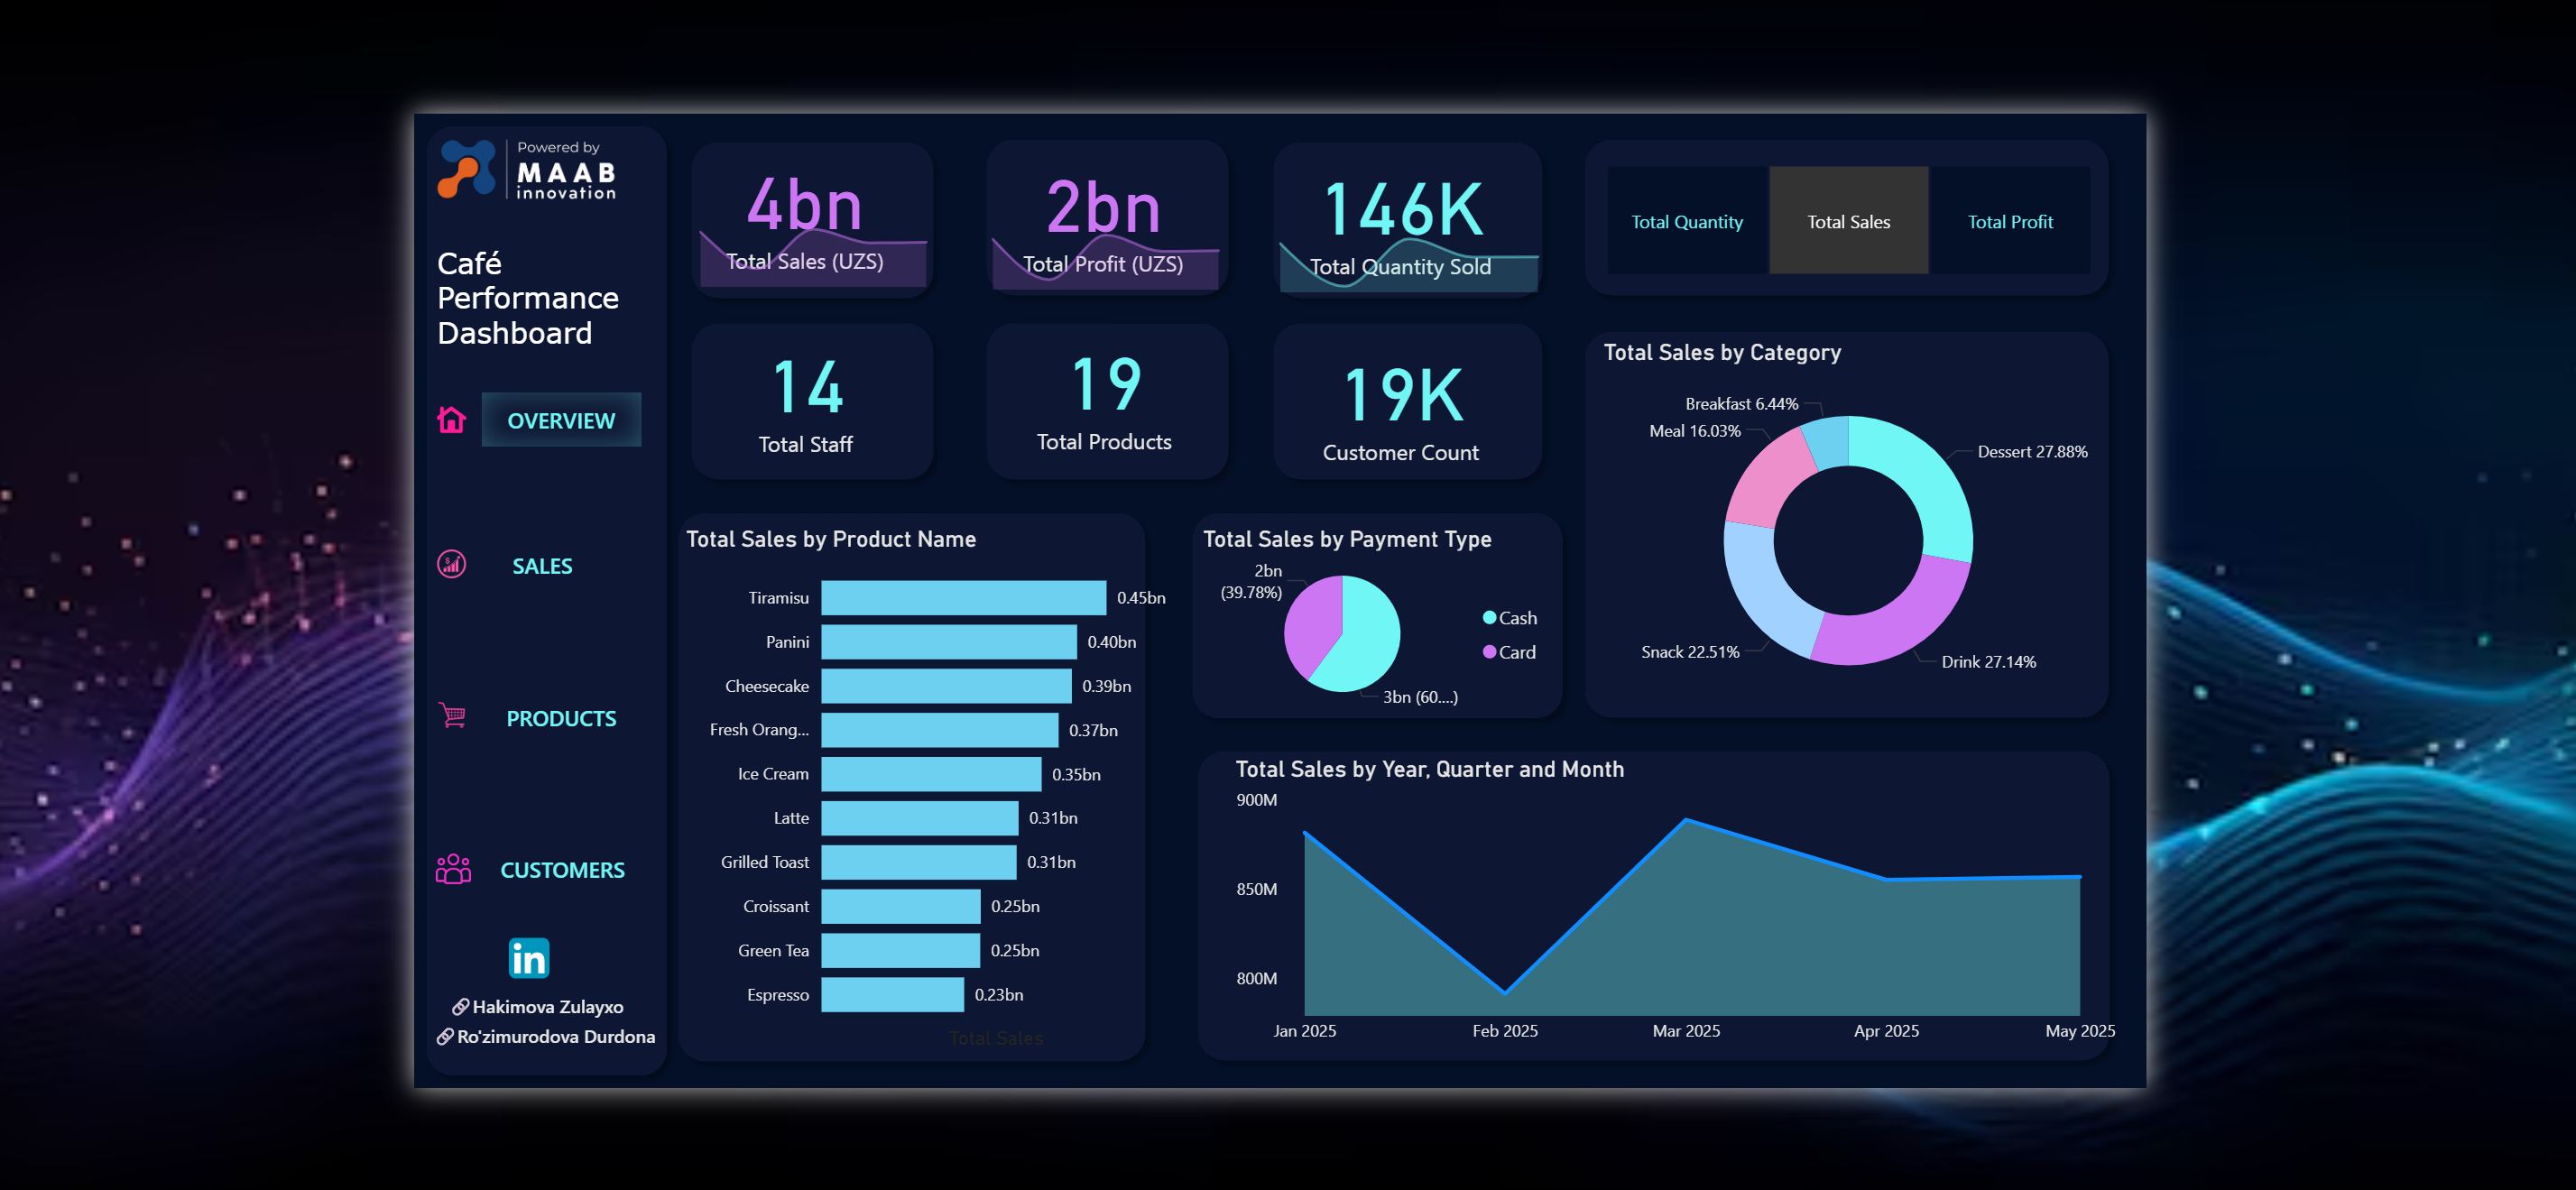 Powered by
MAAB
innovation
Café
Performance
Dashboard
OVERVIEW
SALES
PRODUCTS
CUSTOMERS
in
Hakimova Zulayxo
Ro'zimurodova Durdona
4bn
Total Sales (UZS)
2bn
Total Profit (UZS)
146K
Total Quantity Sold
Total Quantity
Total Sales
Total Profit
14
Total Staff
19
Total Products
19K
Customer Count
Total Sales by Category
Breakfast 6.44%
Meal 16.03%
Dessert 27.88%
Snack 22.51%
Drink 27.14%
Total Sales by Product Name
Tiramisu 0.45bn
Panini 0.40bn
Cheesecake 0.39bn
Fresh Orang... 0.37bn
Ice Cream 0.35bn
Latte 0.31bn
Grilled Toast 0.31bn
Croissant 0.25bn
Green Tea 0.25bn
Espresso 0.23bn
Total Sales
Total Sales by Payment Type
2bn
(39.78%)
Cash
Card
3bn (60....)
Total Sales by Year, Quarter and Month
900M
850M
800M
Jan 2025 Feb 2025 Mar 2025 Apr 2025 May 2025